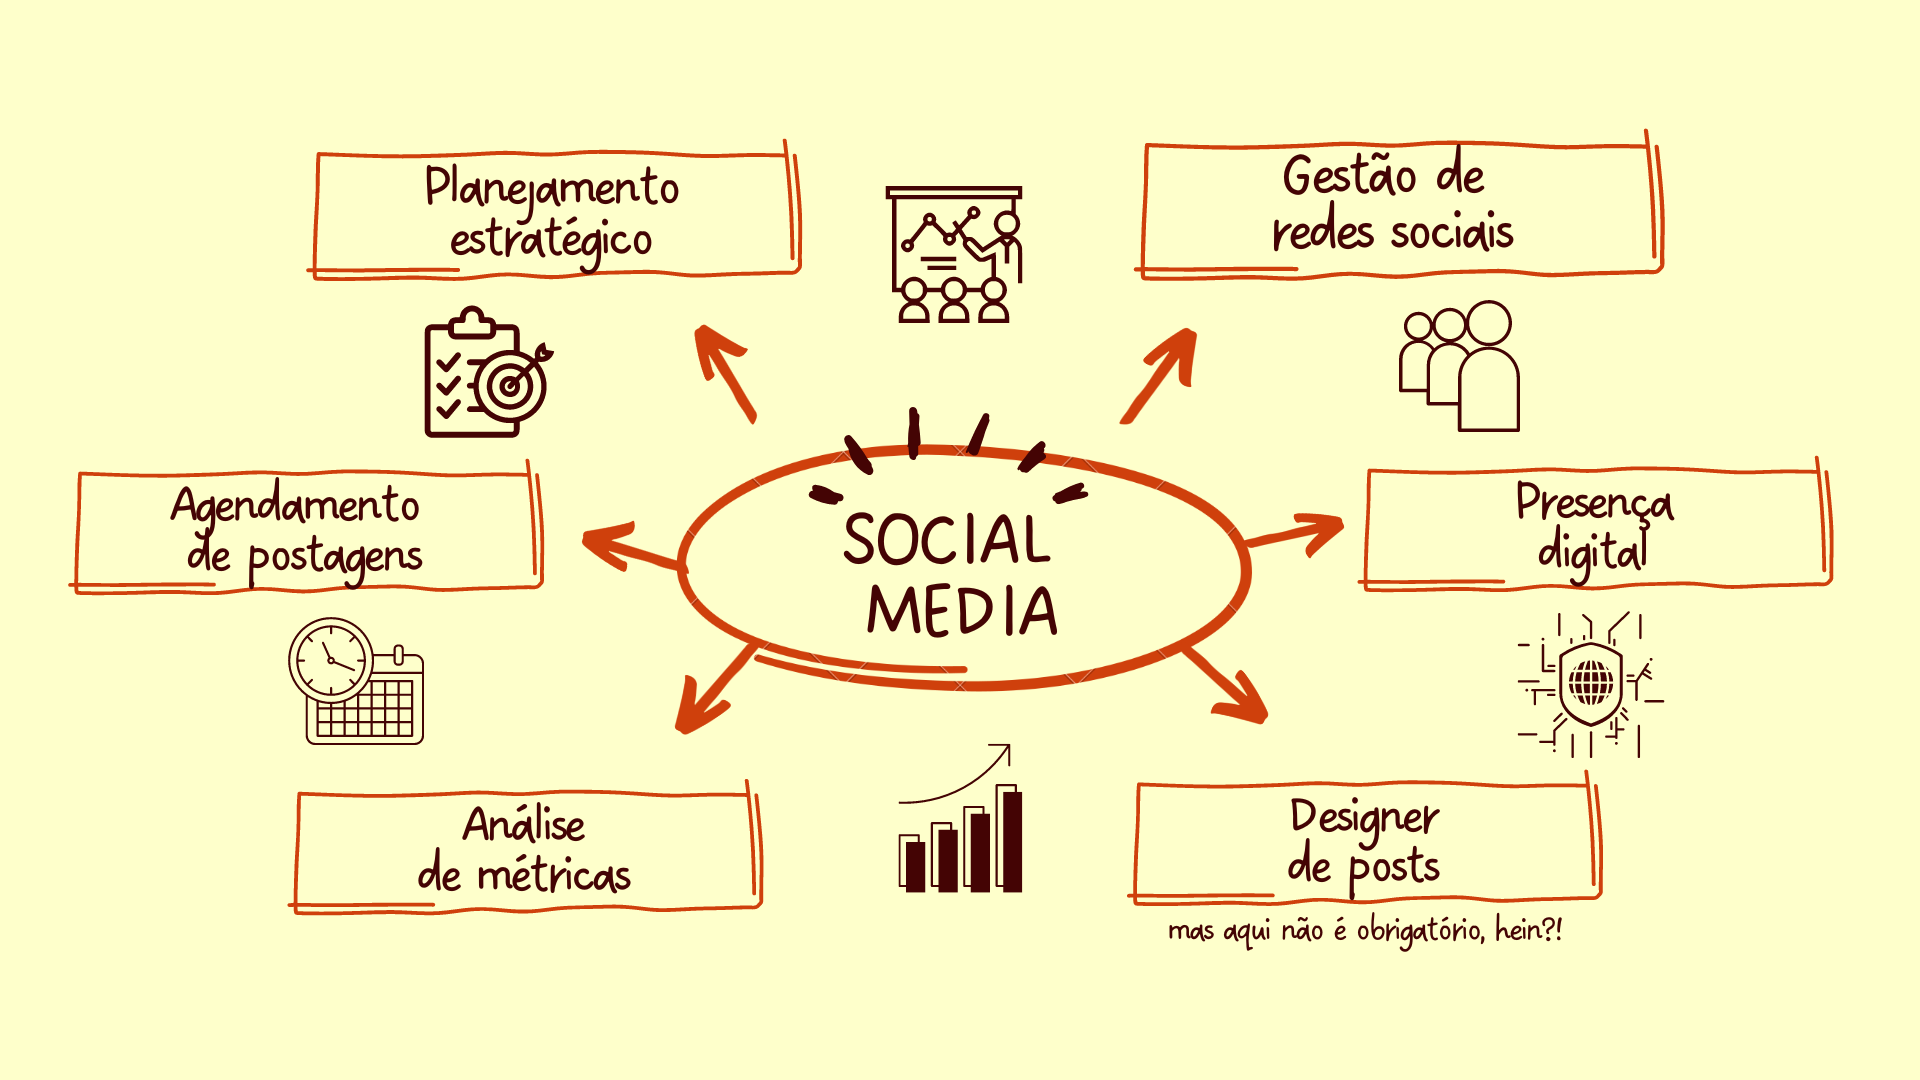 Planejamento
estratégico
Gestão de
redes sociais
Agendamento
de postagens
SOCIAL
MEDIA
Presença
digital
Análise
de métricas
Designer
de posts
mas aqui não é obrigatório, hein?!